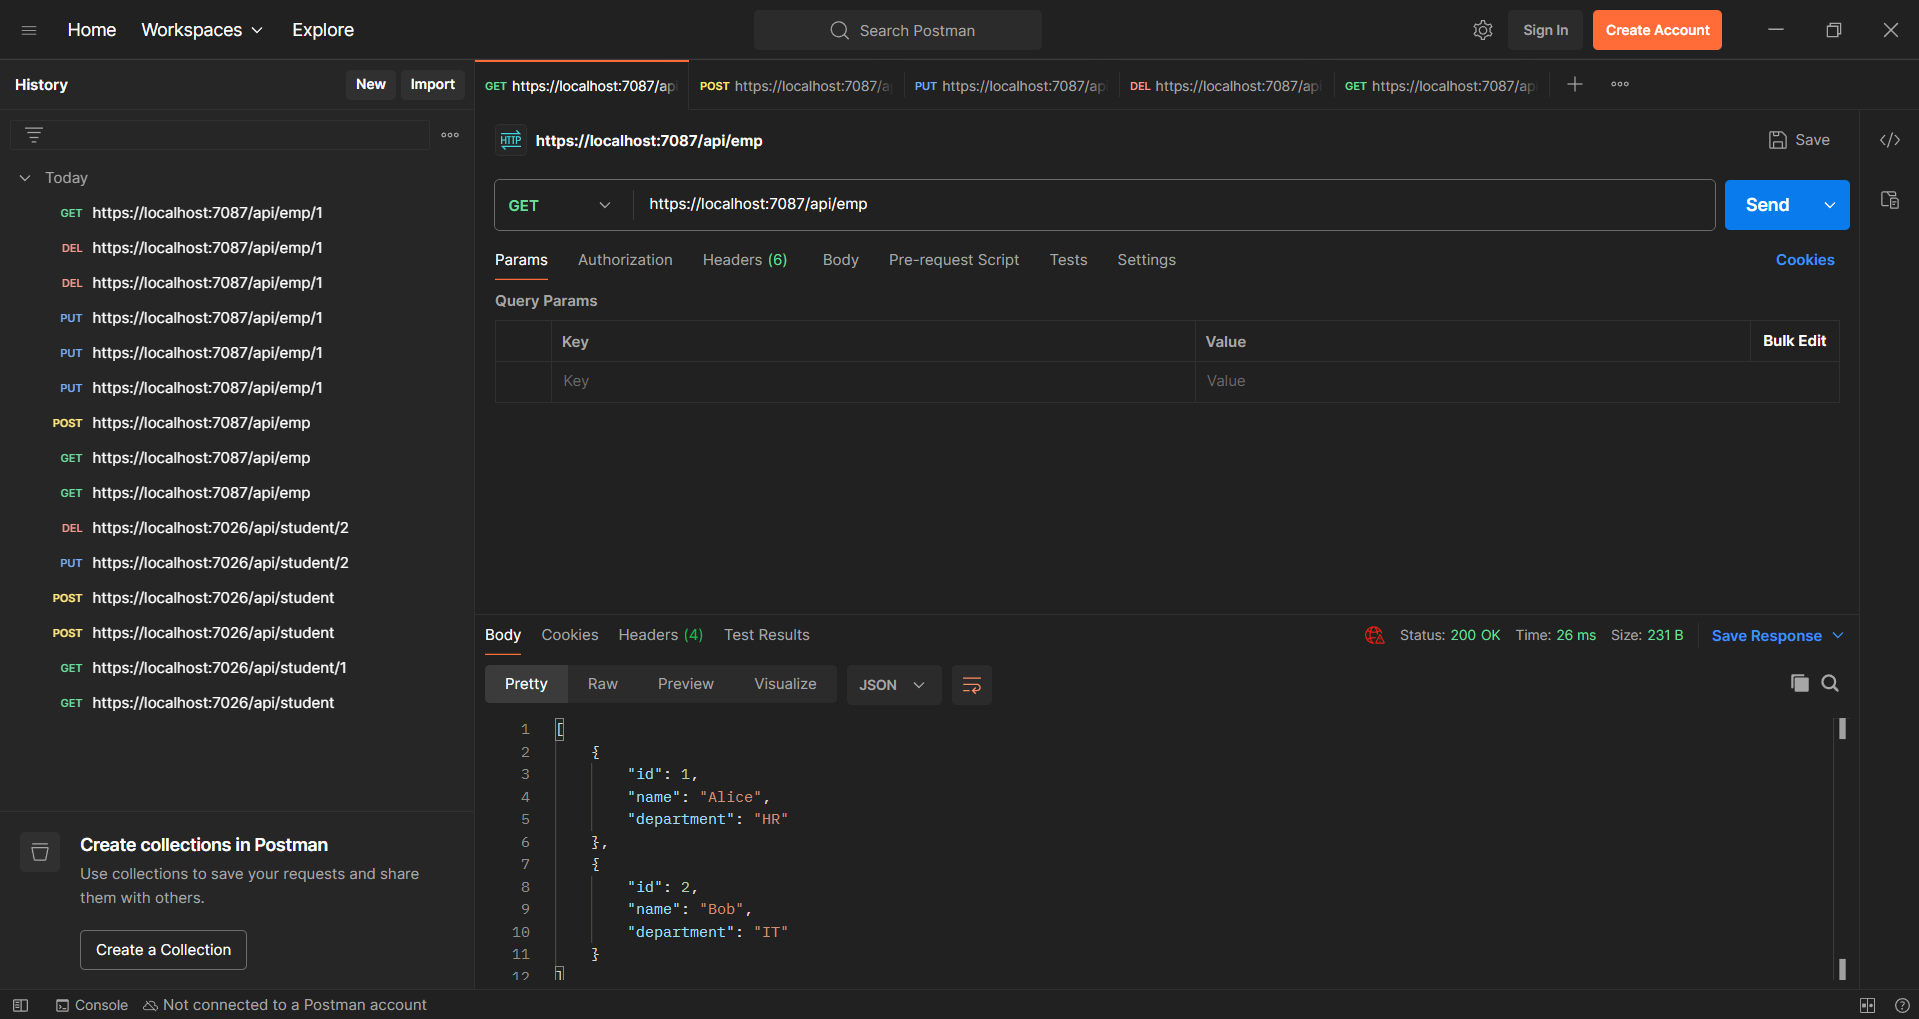 Home Workspaces Explore Search Postman Sign In Create Account
History New Import
GET https://localhost:7087/api POST https://localhost:7087/a PUT https://localhost:7087/api DEL https://localhost:7087/api GET https://localhost:7087/api
HTTP https://localhost:7087/api/emp Save
Today
GET https://localhost:7087/api/emp/1
DEL https://localhost:7087/api/emp/1
DEL https://localhost:7087/api/emp/1
PUT https://localhost:7087/api/emp/1
PUT https://localhost:7087/api/emp/1
PUT https://localhost:7087/api/emp/1
POST https://localhost:7087/api/emp
GET https://localhost:7087/api/emp
GET https://localhost:7087/api/emp
DEL https://localhost:7026/api/student/2
PUT https://localhost:7026/api/student/2
POST https://localhost:7026/api/student
POST https://localhost:7026/api/student
GET https://localhost:7026/api/student/1
GET https://localhost:7026/api/student
Create collections in Postman
Use collections to save your requests and share
them with others.
Create a Collection
GET https://localhost:7087/api/emp Send
Params Authorization Headers (6) Body Pre-request Script Tests Settings Cookies
Query Params
Key Value Bulk Edit
Key Value
Body Cookies Headers (4) Test Results Status: 200 OK Time: 26 ms Size: 231 B Save Response
Pretty Raw Preview Visualize JSON
1 [
2 {
3 "id": 1,
4 "name": "Alice",
5 "department": "HR"
6 },
7 {
8 "id": 2,
9 "name": "Bob",
10 "department": "IT"
11 }
12 ]
Console Not connected to a Postman account